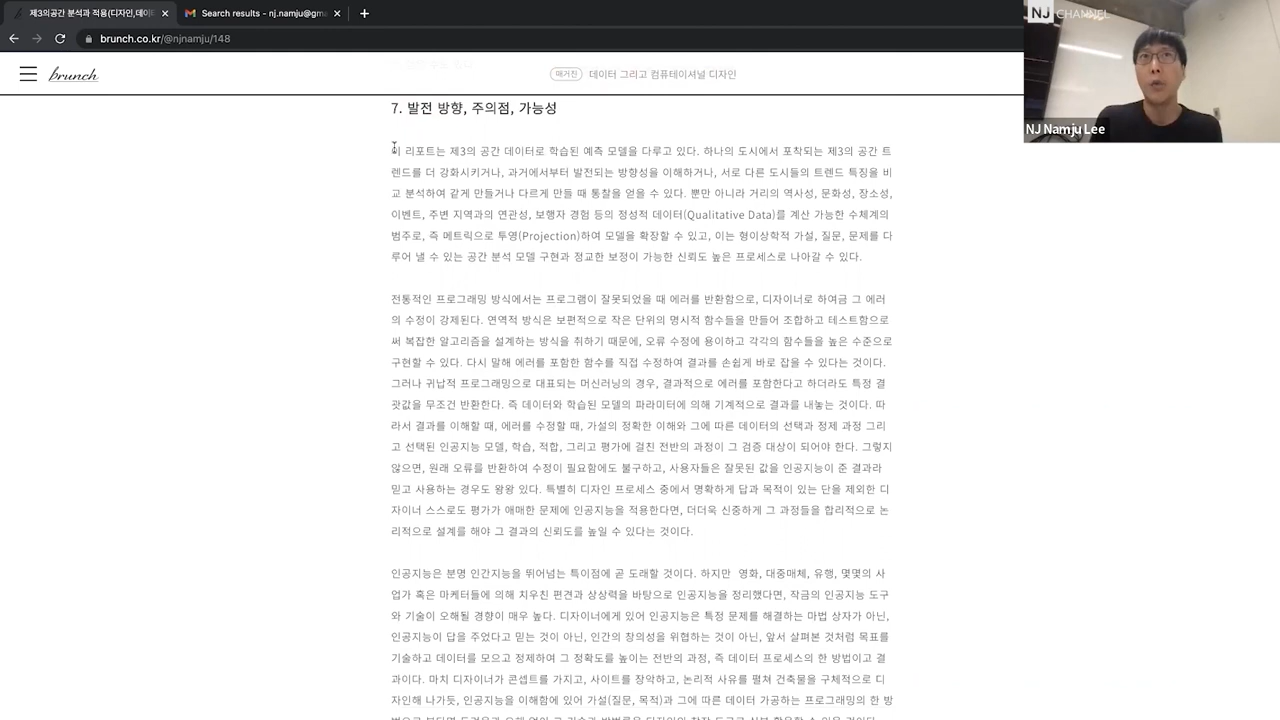 제3의공간 분석과 적용(디자인,데이터
Search results - nj.namju@gma
brunch.co.kr/@njnamju/148
NJ CHANNEL
brunch
매거진 데이터 그리고 컴퓨테이셔널 디자인
NJ Namju Lee
7. 발전 방향, 주의점, 가능성
이 리포트는 제3의 공간 데이터로 학습된 예측 모델을 다루고 있다. 하나의 도시에서 포착되는 제3의 공간 트
렌드를 더 강화시키거나, 과거에서부터 발전되는 방향성을 이해하거나, 서로 다른 도시들의 트렌드 특징을 비
교 분석하여 같게 만들거나 다르게 만들 때 통찰을 얻을 수 있다. 뿐만 아니라 거리의 역사성, 문화성, 장소성,
이벤트, 주변 지역과의 연관성, 보행자 경험 등의 정성적 데이터(Qualitative Data)를 계산 가능한 수체계의
범주로, 즉 메트릭으로 투영(Projection)하여 모델을 확장할 수 있고, 이는 형이상학적 가설, 질문, 문제를 다
루어 낼 수 있는 공간 분석 모델 구현과 정교한 보정이 가능한 신뢰도 높은 프로세스로 나아갈 수 있다.
전통적인 프로그래밍 방식에서는 프로그램이 잘못되었을 때 에러를 반환함으로, 디자이너로 하여금 그 에러
의 수정이 강제된다. 연역적 방식은 보편적으로 작은 단위의 명시적 함수들을 만들어 조합하고 테스트함으로
써 복잡한 알고리즘을 설계하는 방식을 취하기 때문에, 오류 수정에 용이하고 각각의 함수들을 높은 수준으로
구현할 수 있다. 다시 말해 에러를 포함한 함수를 직접 수정하여 결과를 손쉽게 바로 잡을 수 있다는 것이다.
그러나 귀납적 프로그래밍으로 대표되는 머신러닝의 경우, 결과적으로 에러를 포함한다고 하더라도 특정 결
괏값을 무조건 반환한다. 즉 데이터와 학습된 모델의 파라미터에 의해 기계적으로 결과를 내놓는 것이다. 따
라서 결과를 이해할 때, 에러를 수정할 때, 가설의 정확한 이해와 그에 따른 데이터의 선택과 정제 과정 그리
고 선택된 인공지능 모델, 학습, 적합, 그리고 평가에 걸친 전반의 과정이 그 검증 대상이 되어야 한다. 그렇지
않으면, 원래 오류를 반환하여 수정이 필요함에도 불구하고, 사용자들은 잘못된 값을 인공지능이 준 결과라
믿고 사용하는 경우도 왕왕 있다. 특별히 디자인 프로세스 중에서 명확하게 답과 목적이 있는 단을 제외한 디
자이너 스스로도 평가가 애매한 문제에 인공지능을 적용한다면, 더더욱 신중하게 그 과정들을 합리적으로 논
리적으로 설계를 해야 그 결과의 신뢰도를 높일 수 있다는 것이다.
인공지능은 분명 인간지능을 뛰어넘는 특이점에 곧 도래할 것이다. 하지만 영화, 대중매체, 유행, 몇몇의 사
업가 혹은 마케터들에 의해 치우친 편견과 상상력을 바탕으로 인공지능을 정리했다면, 작금의 인공지능 도구
와 기술이 오해될 경향이 매우 높다. 디자이너에게 있어 인공지능은 특정 문제를 해결하는 마법 상자가 아닌,
인공지능이 답을 주었다고 믿는 것이 아닌, 인간의 창의성을 위협하는 것이 아닌, 앞서 살펴본 것처럼 목표를
기술하고 데이터를 모으고 정제하여 그 정확도를 높이는 전반의 과정, 즉 데이터 프로세스의 한 방법이고 결
과이다. 마치 디자이너가 콘셉트를 가지고, 사이트를 장악하고, 논리적 사유를 펼쳐 건축물을 구체적으로 디
자인해 나가듯, 인공지능을 이해함에 있어 가설(질문, 목적)과 그에 따른 데이터 가공하는 프로그래밍의 한 방